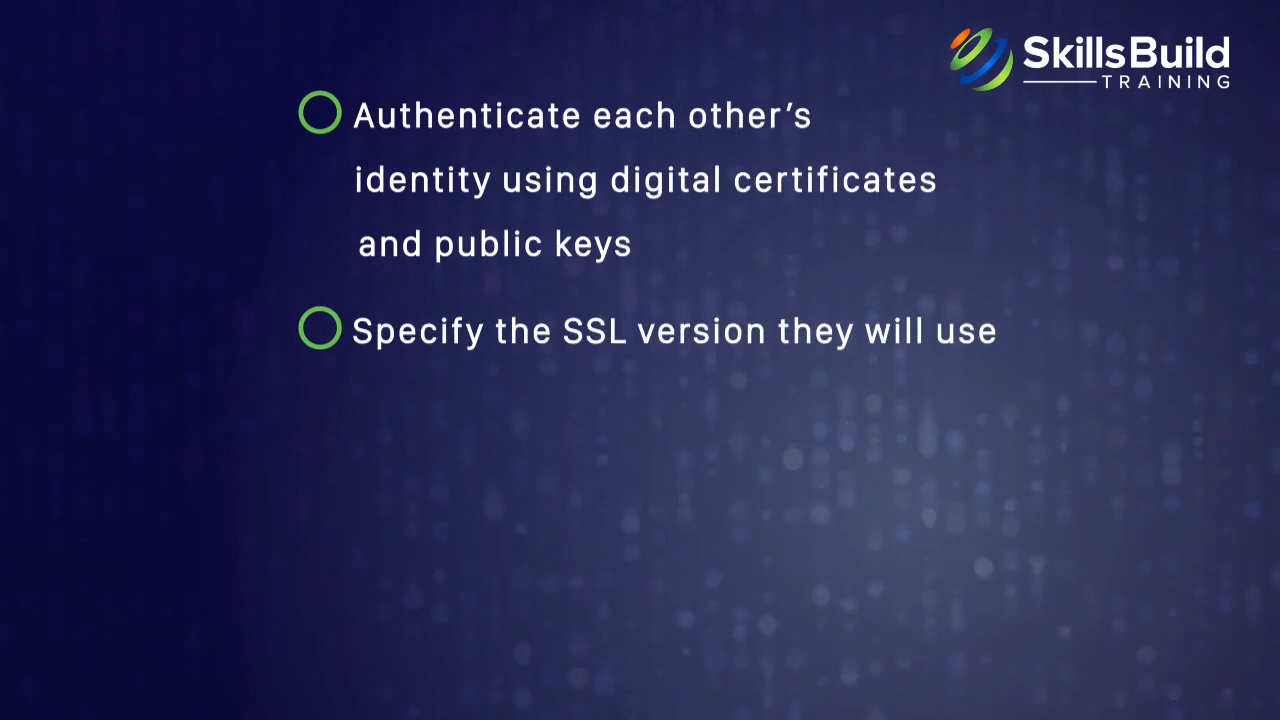 SkillsBuild
TRAINING
Authenticate each other’s
identity using digital certificates
and public keys
Specify the SSL version they will use